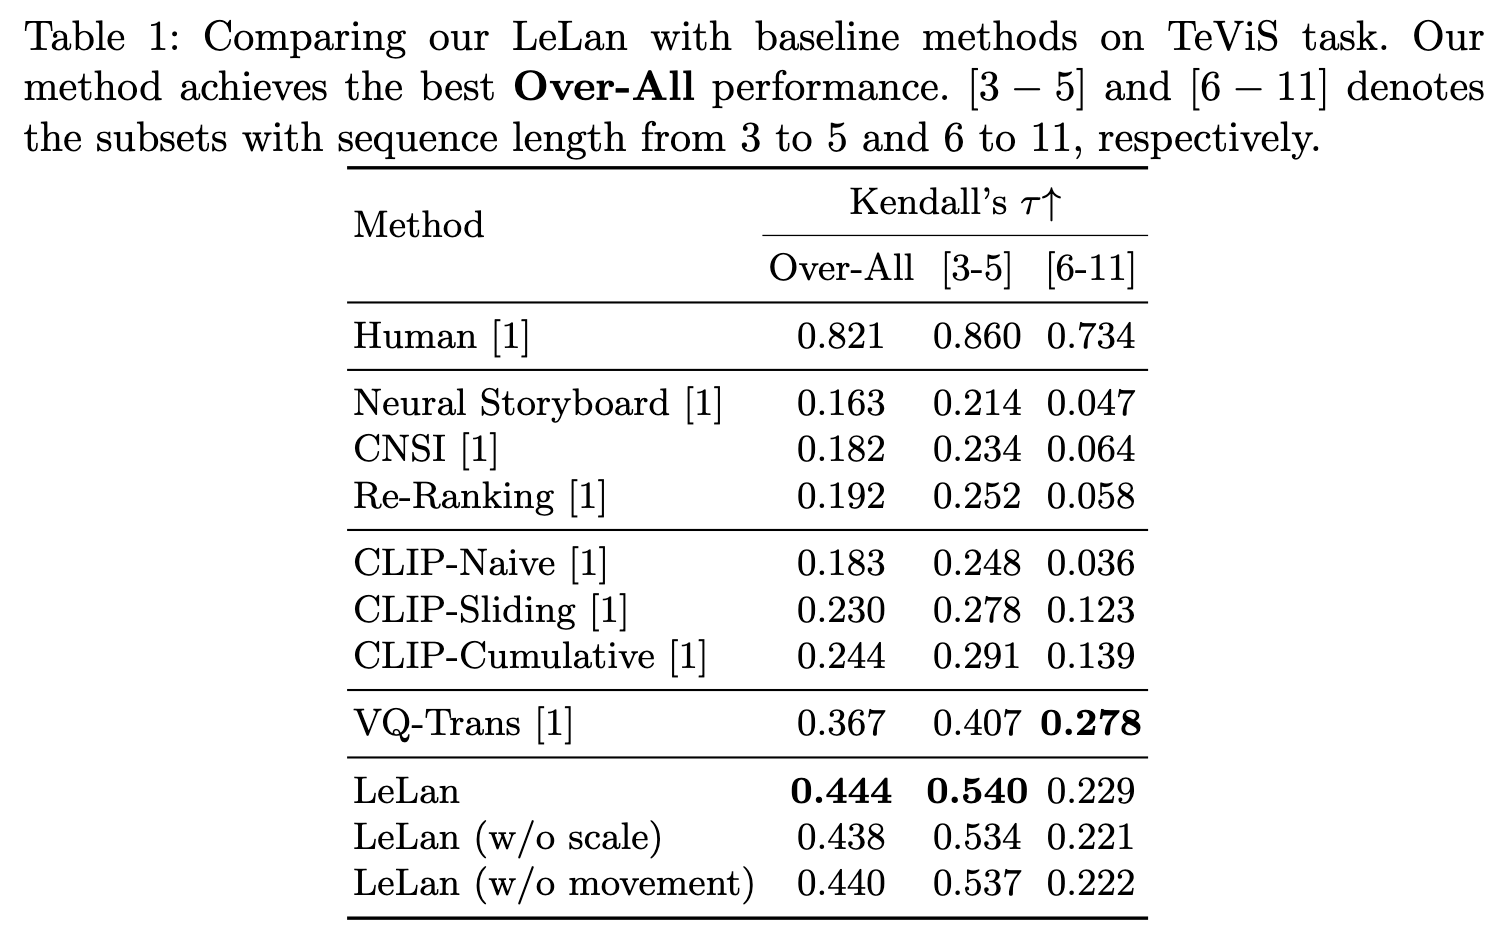 Table 1: Comparing our LeLan with baseline methods on TeViS task. Our
method achieves the best Over-All performance. [3 – 5] and [6 – 11] denotes
the subsets with sequence length from 3 to 5 and 6 to 11, respectively.
Method Kendall's τ↑
Over-All [3-5] [6-11]
Human [1] 0.821 0.860 0.734
Neural Storyboard [1] 0.163 0.214 0.047
CNSI [1] 0.182 0.234 0.064
Re-Ranking [1] 0.192 0.252 0.058
CLIP-Naive [1] 0.183 0.248 0.036
CLIP-Sliding [1] 0.230 0.278 0.123
CLIP-Cumulative [1] 0.244 0.291 0.139
VQ-Trans [1] 0.367 0.407 0.278
LeLan 0.444 0.540 0.229
LeLan (w/o scale) 0.438 0.534 0.221
LeLan (w/o movement) 0.440 0.537 0.222